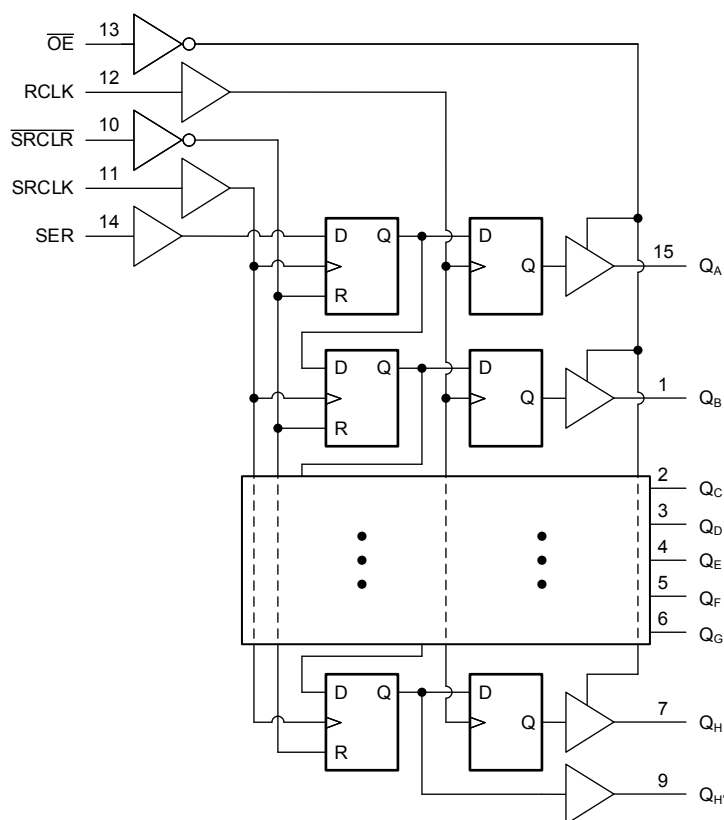 OE 13
RCLK 12
SRCLR 10
SRCLK 11
SER 14
D Q D
Q 15 QA
R
D Q D
Q 1 QB
R
2 QC
3 QD
4 QE
5 QF
6 QG
D Q D
Q 7 QH
R
9 QH'